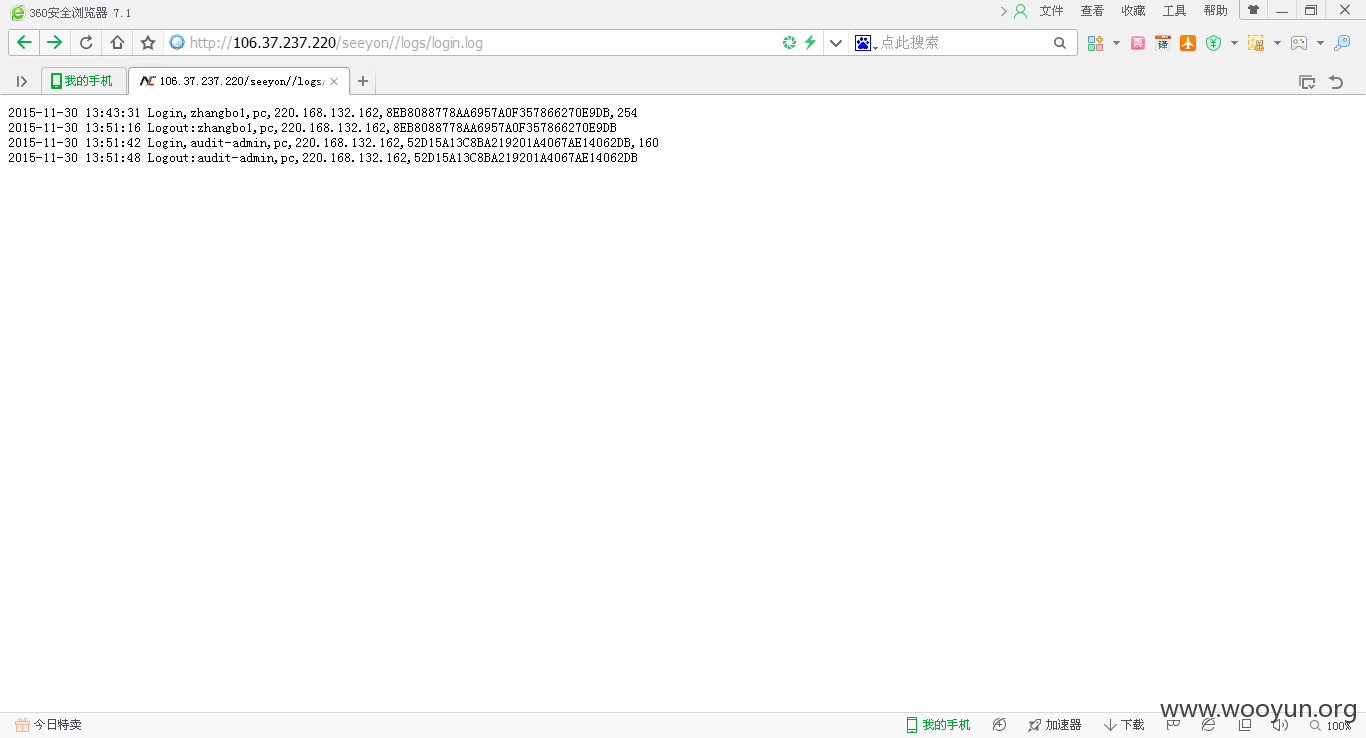 360安全浏览器 7.1
文件 查看 收藏 工具 帮助
http://106.37.237.220/seeyon//logs/login.log
点此搜索
我的手机
106.37.237.220/seeyon//logs/
2015-11-30 13:43:31 Login,zhangbo1,pc,220.168.132.162,8EB8088778AA6957A0F357866270E9DB,254
2015-11-30 13:51:16 Logout:zhangbo1,pc,220.168.132.162,8EB8088778AA6957A0F357866270E9DB
2015-11-30 13:51:42 Login,audit-admin,pc,220.168.132.162,52D15A13C8BA219201A4067AE14062DB,160
2015-11-30 13:51:48 Logout:audit-admin,pc,220.168.132.162,52D15A13C8BA219201A4067AE14062DB
www.wooyun.org
今日特卖 我的手机 加速器 下载 100%